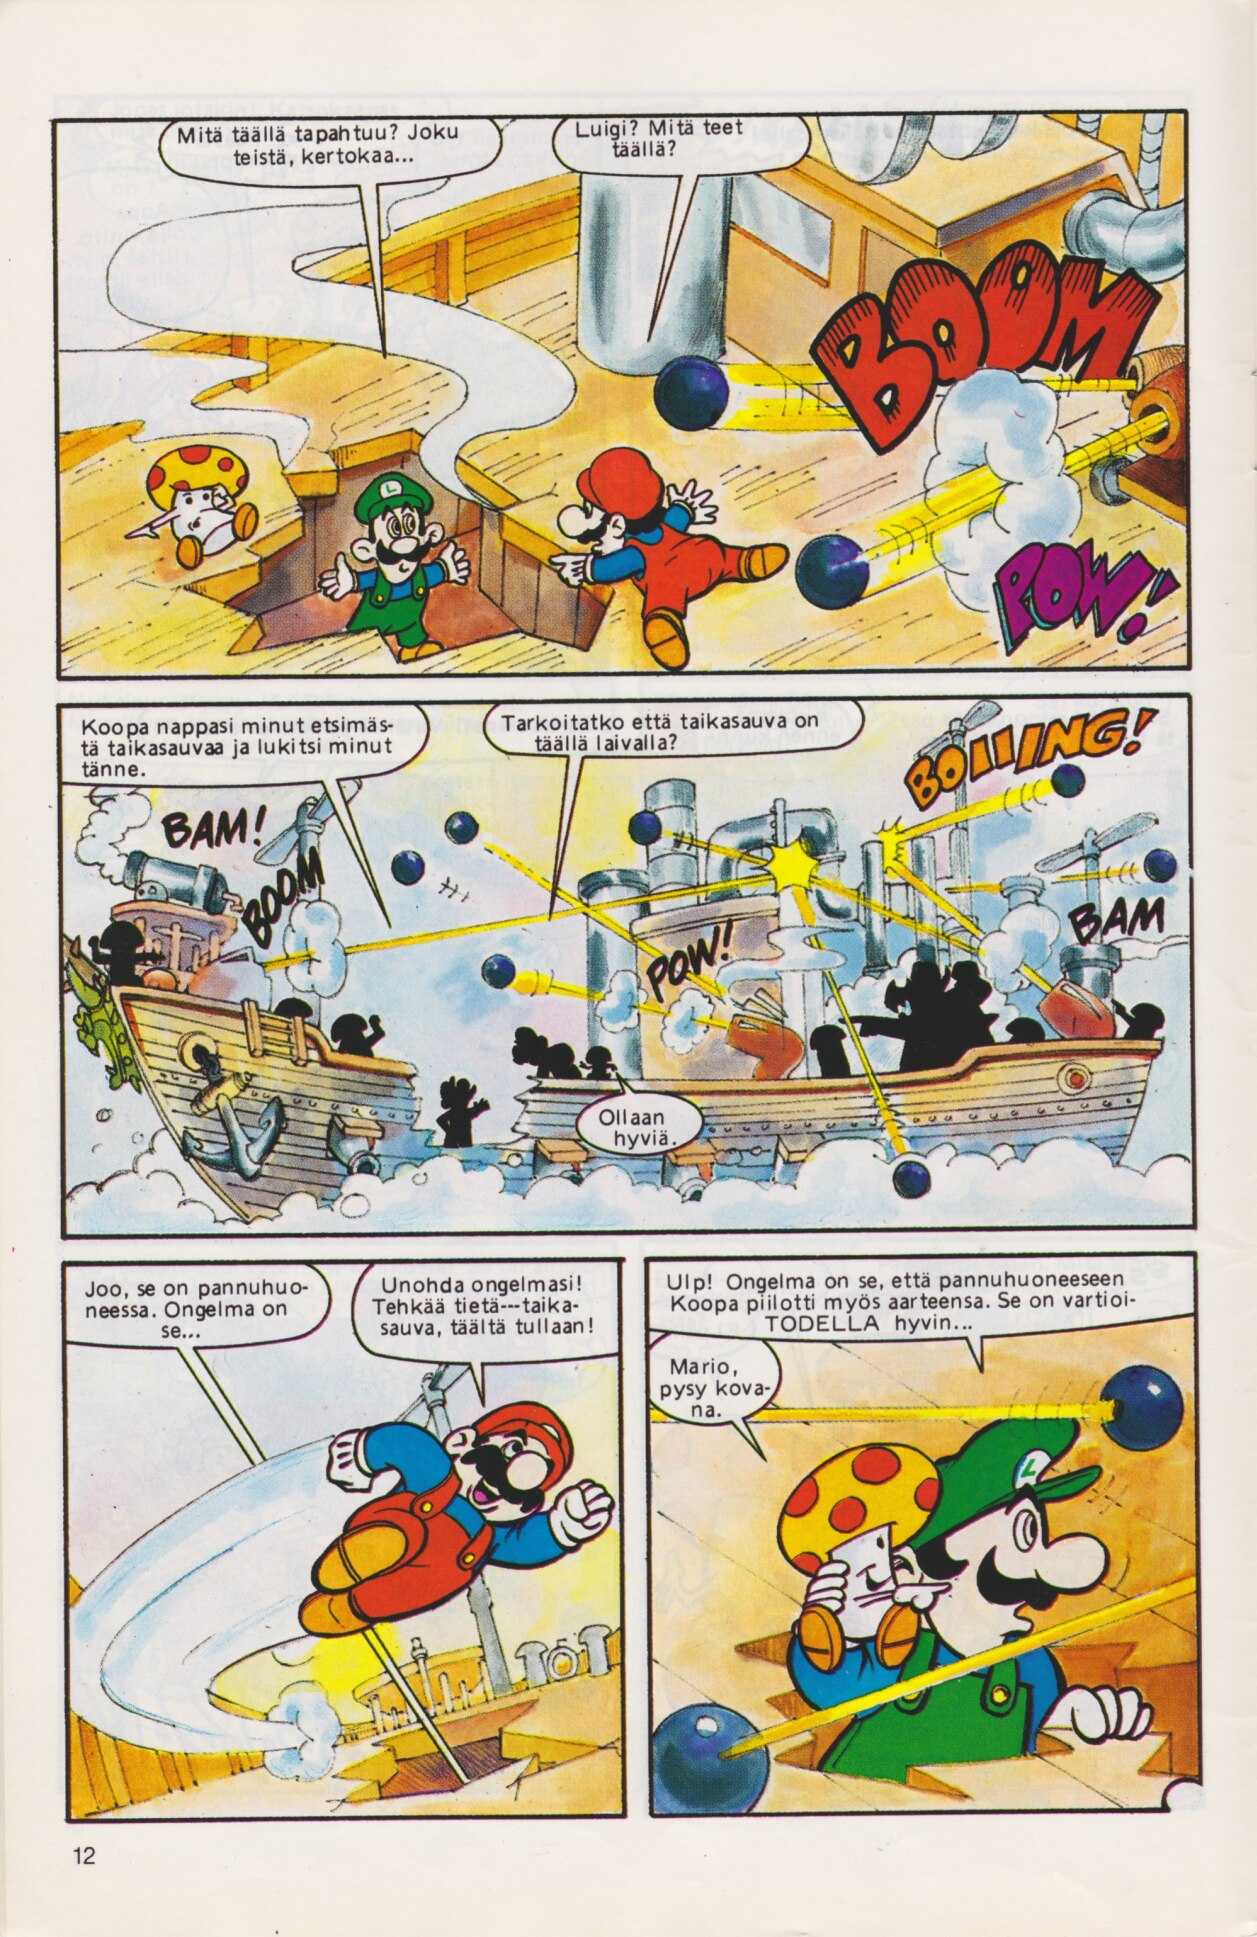 Mitä täällä tapahtuu? Joku
teistä, kertokaa...
Luigi? Mitä teet
täällä?
BOOM
L
POW!
Koopa nappasi minut etsimäs-
tä taikasauvaa ja lukitsi minut
tänne.
Tarkoitatko että taikasauva on
täällä laivalla?
BOIIING!
BAM!
BOOM
POW!
BAM
Ollaan
hyviä.
Joo, se on pannuhuo-
neessa. Ongelma on
se...
Unohda ongelmasi!
Tehkää tietä---taika-
sauva, täältä tullaan!
Ulp! Ongelma on se, että pannuhuoneeseen
Koopa piilotti myös aarteensa. Se on vartioi-
TODELLA hyvin...
Mario,
pysy kova-
na.
L
12